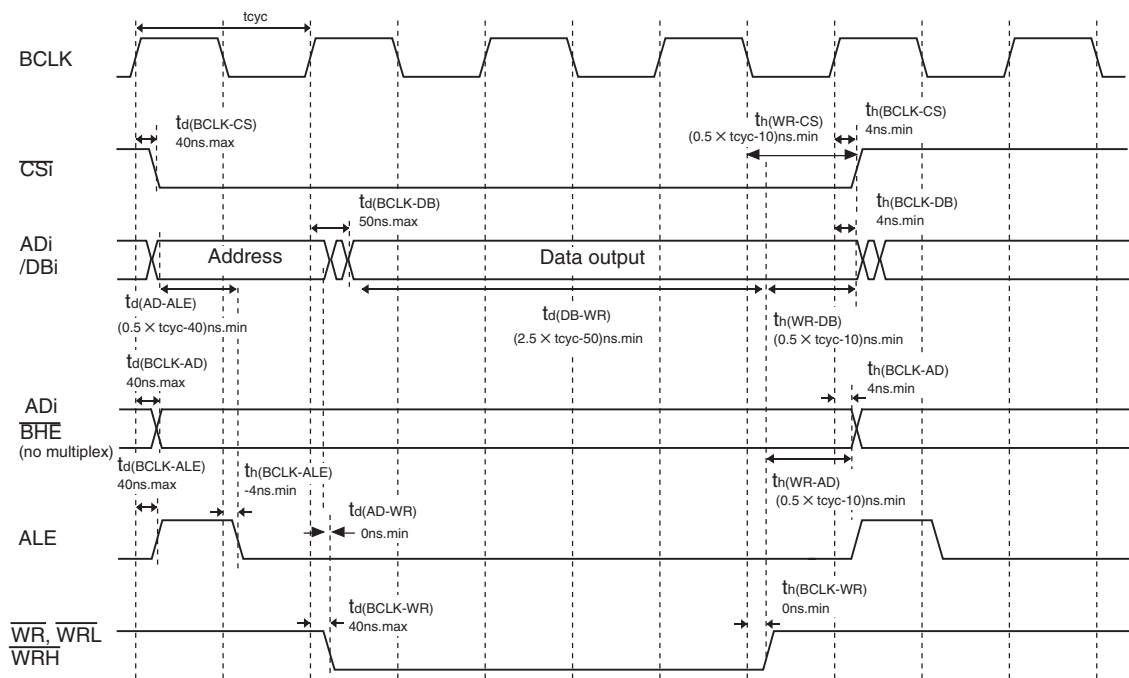 tcyc
BCLK
td(BCLK-CS)
40ns.max
th(WR-CS)
(0.5 × tcyc-10)ns.min
th(BCLK-CS)
4ns.min
CSi
td(BCLK-DB)
50ns.max
th(BCLK-DB)
4ns.min
ADi
/DBi
Address
Data output
td(AD-ALE)
(0.5 × tcyc-40)ns.min
td(DB-WR)
(2.5 × tcyc-50)ns.min
th(WR-DB)
(0.5 × tcyc-10)ns.min
td(BCLK-AD)
40ns.max
th(BCLK-AD)
4ns.min
ADi
BHE
(no multiplex)
td(BCLK-ALE)
40ns.max
th(BCLK-ALE)
-4ns.min
th(WR-AD)
(0.5 × tcyc-10)ns.min
td(AD-WR)
0ns.min
ALE
td(BCLK-WR)
40ns.max
th(BCLK-WR)
0ns.min
WR, WRL
WRH